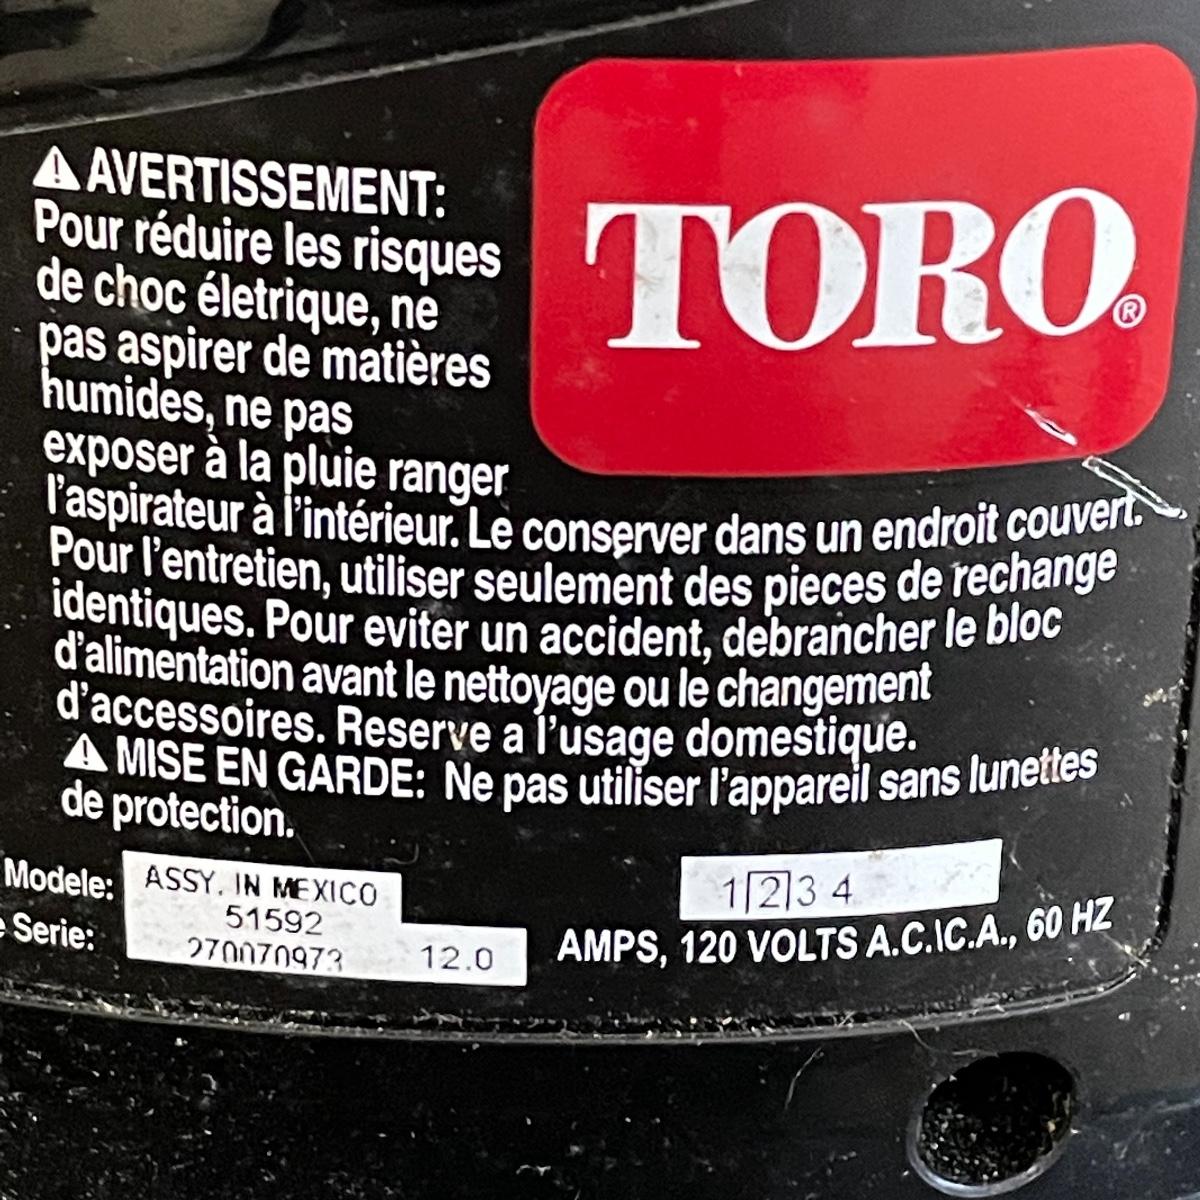 TORO®
AVERTISSEMENT:
Pour réduire les risques
de choc életrique, ne
pas aspirer de matières
humides, ne pas
exposer à la pluie ranger
l'aspirateur à l'intérieur. Le conserver dans un endroit couvert.
Pour l'entretien, utiliser seulement des pieces de rechange
identiques. Pour eviter un accident, debrancher le bloc
d'alimentation avant le nettoyage ou le changement
d'accessoires. Reserve a l'usage domestique.
MISE EN GARDE: Ne pas utiliser l'appareil sans lunettes
de protection.
Modele: ASSY. IN MEXICO
51592
Serie: 270070973
12.0 AMPS, 120 VOLTS A.C.\C.A., 60 HZ
1 2 3 4